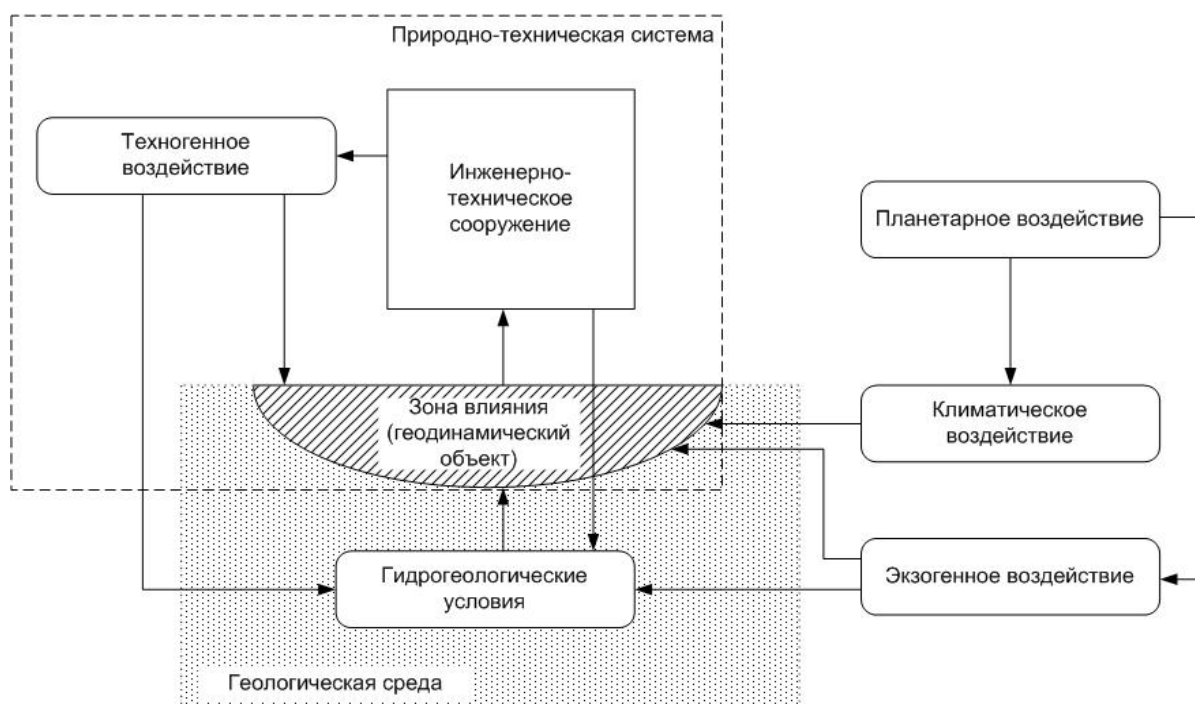 Природно-техническая система
Техногенное
воздействие
Инженерно-
техническое
сооружение
Планетарное воздействие
Зона влияния
(геодинамический
объект)
Климатическое
воздействие
Гидрогеологические
условия
Экзогенное воздействие
Геологическая среда